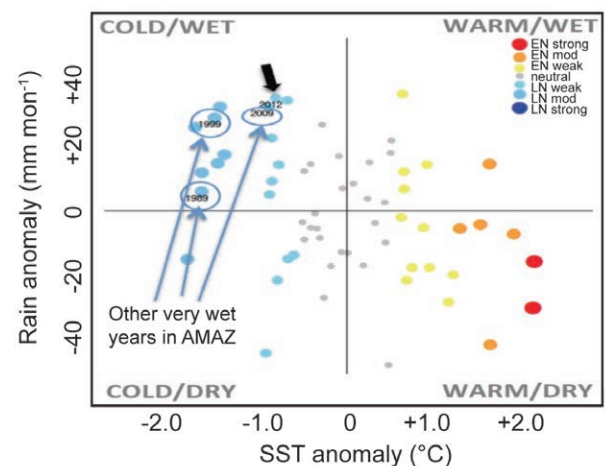 COLD/WET
WARM/WET
EN strong
EN mod
EN weak
neutral
LN weak
LN mod
LN strong
Rain anomaly (mm mon⁻¹)
+40
+20
0
-20
-40
2012
2009
1999
1989
Other very wet
years in AMAZ
COLD/DRY
WARM/DRY
-2.0
-1.0
0
+1.0
+2.0
SST anomaly (°C)